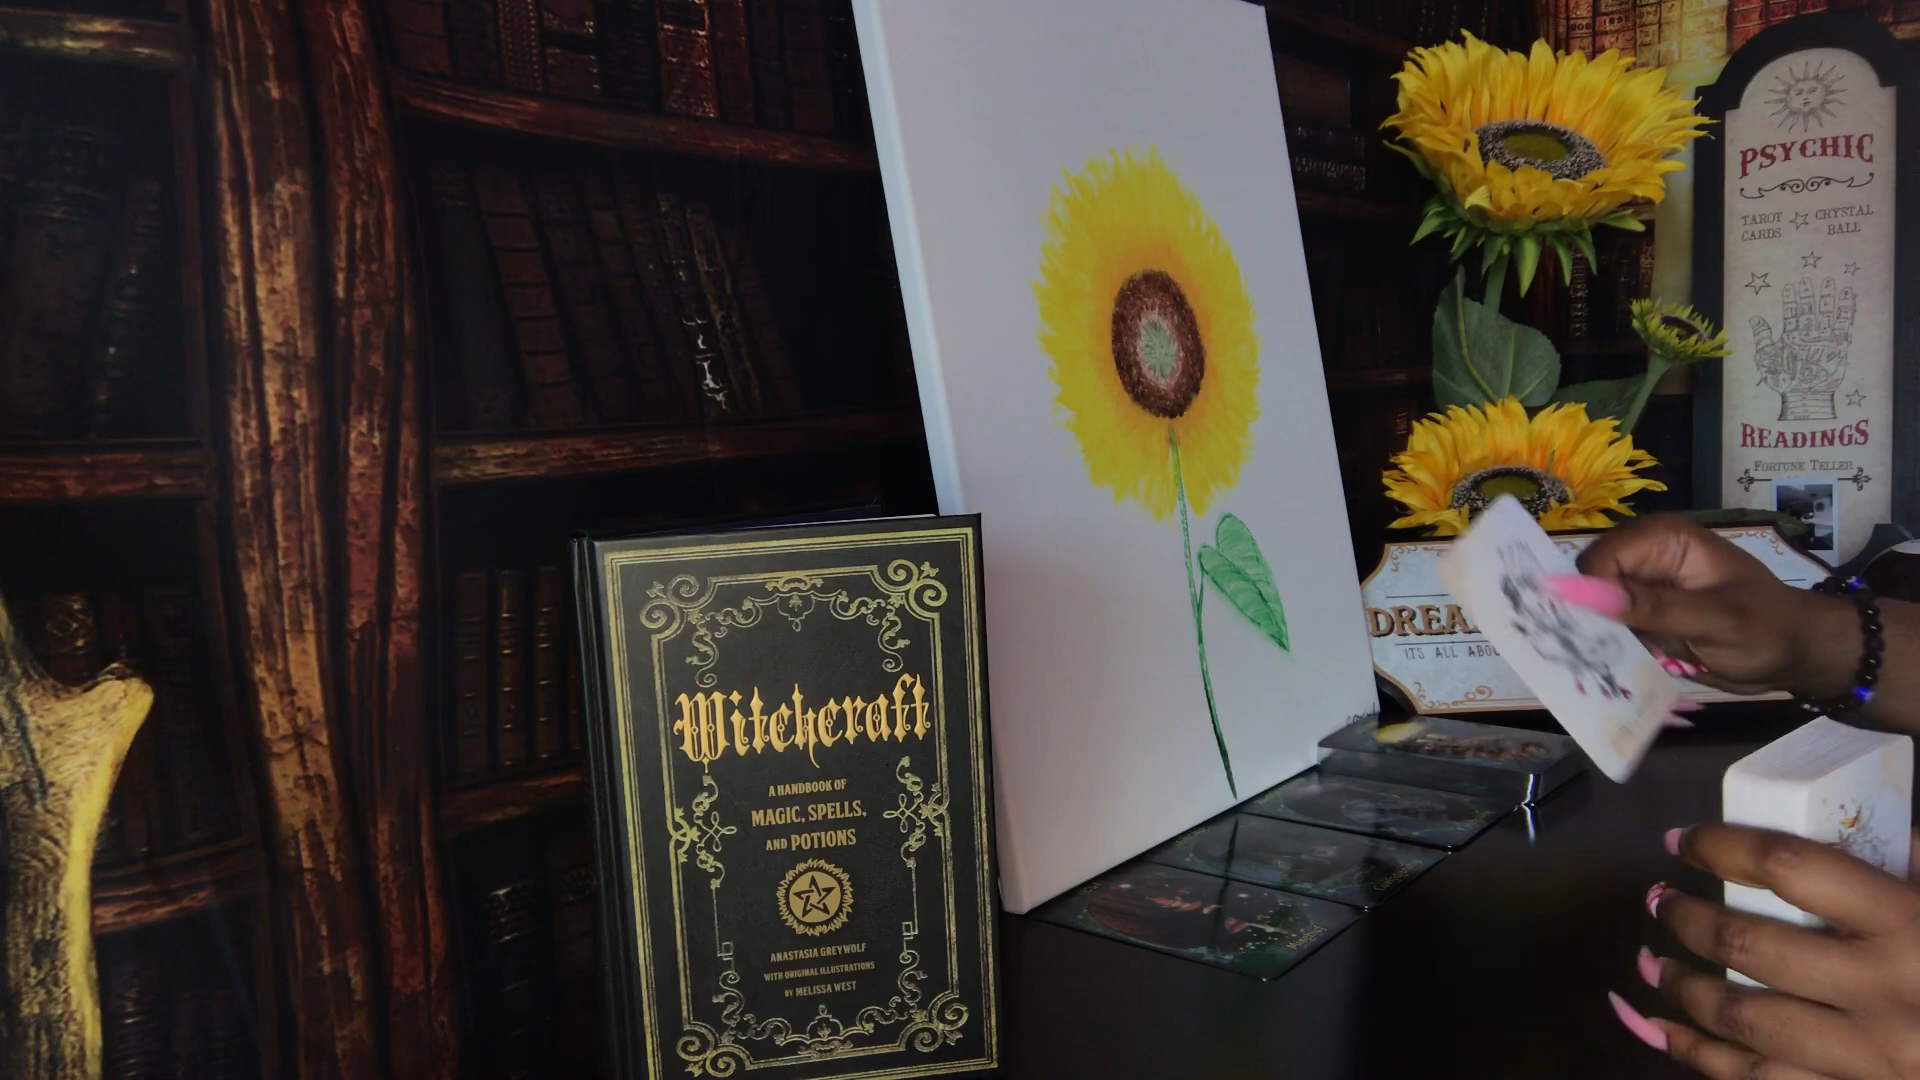 Witchcraft
A HANDBOOK OF
MAGIC, SPELLS,
AND POTIONS
ANASTASIA GREYWOLF
WITH ORIGINAL ILLUSTRATIONS
BY MELISSA WEST
PSYCHIC
TAROT CARDS
CRYSTAL BALL
READINGS
FORTUNE TELLER
DREA
ITS ALL ABOU